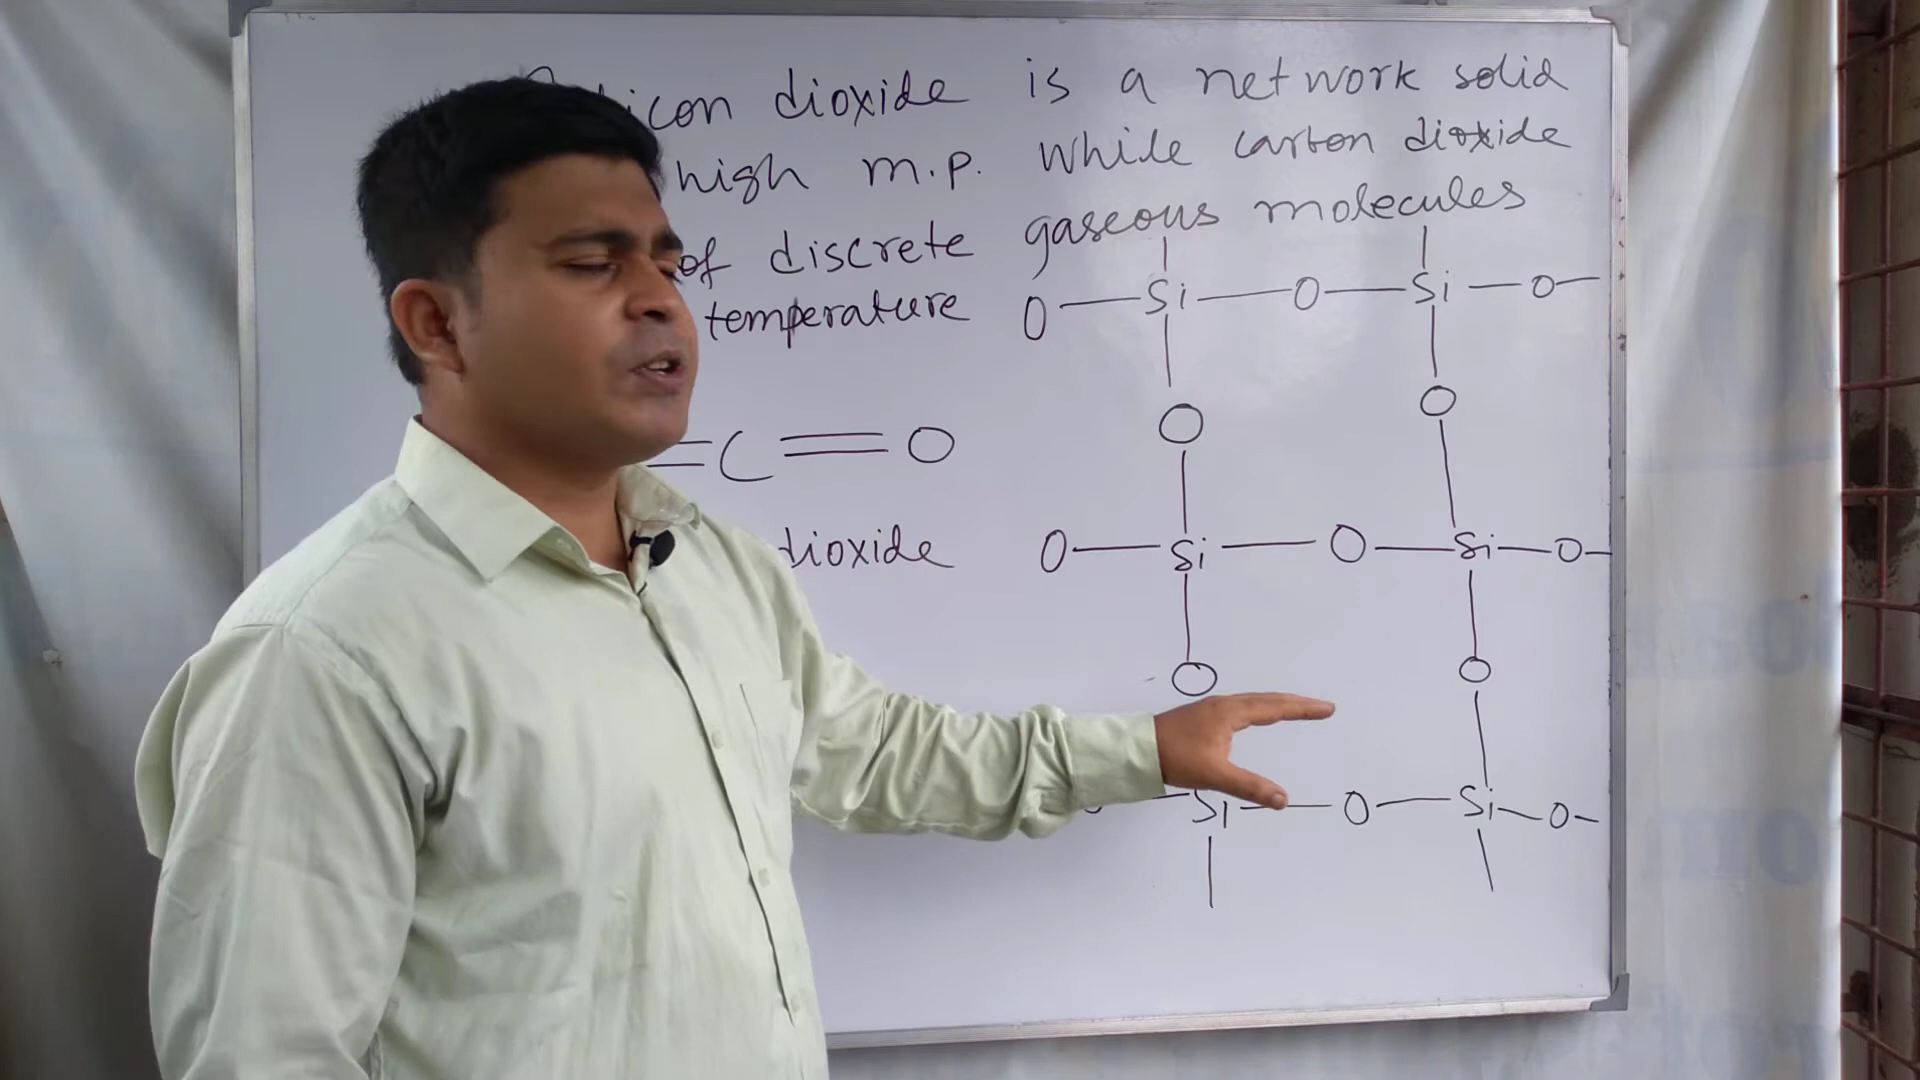 icon dioxide is a network solid
high m.p. While carbon dioxide
of discrete gaseous molecules
temperature
O Si O Si O
O O
=C=O
dioxide
O Si O Si O
O O
Si O Si O